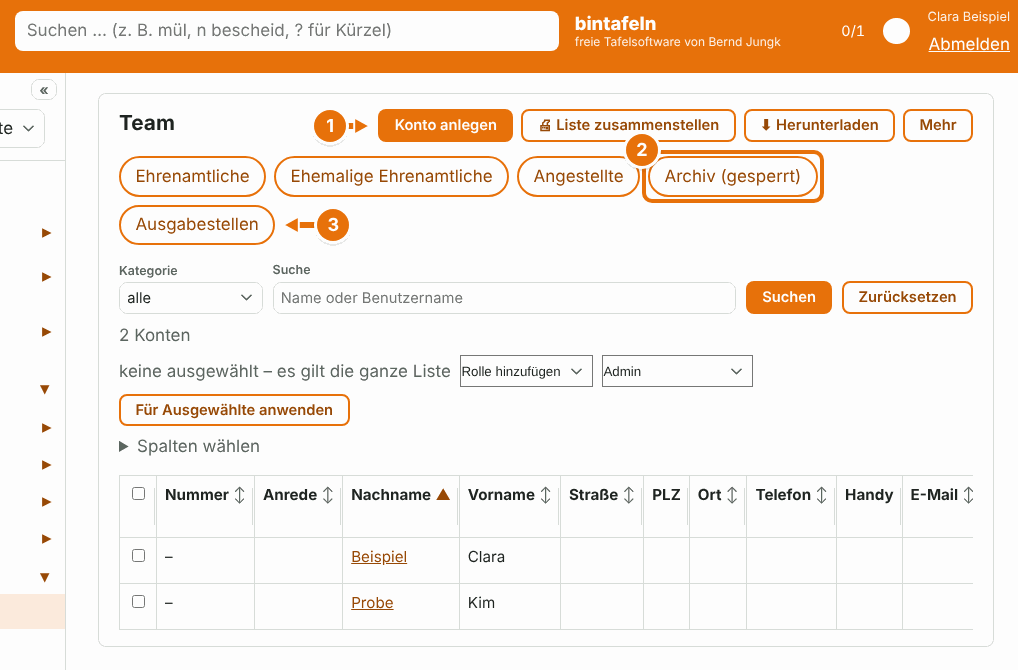 Suchen ... (z. B. mül, n bescheid, ? für Kürzel)
bintafeln
freie Tafelsoftware von Bernd Jungk
0/1
Clara Beispiel
Abmelden
«
te
Team
1
Konto anlegen
Liste zusammenstellen
Herunterladen
Mehr
2
Ehrenamtliche
Ehemalige Ehrenamtliche
Angestellte
Archiv (gesperrt)
Ausgabestellen
3
Kategorie
Suche
alle
Name oder Benutzername
Suchen
Zurücksetzen
2 Konten
keine ausgewählt – es gilt die ganze Liste
Rolle hinzufügen
Admin
Für Ausgewählte anwenden
Spalten wählen
Nummer Anrede Nachname Vorname Straße PLZ Ort Telefon Handy E-Mail
– Beispiel Clara
– Probe Kim